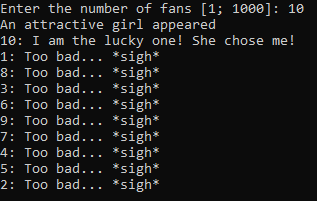 Enter the number of fans [1; 1000]: 10
An attractive girl appeared
10: I am the lucky one! She chose me!
1: Too bad... *sigh*
8: Too bad... *sigh*
3: Too bad... *sigh*
6: Too bad... *sigh*
9: Too bad... *sigh*
7: Too bad... *sigh*
4: Too bad... *sigh*
5: Too bad... *sigh*
2: Too bad... *sigh*